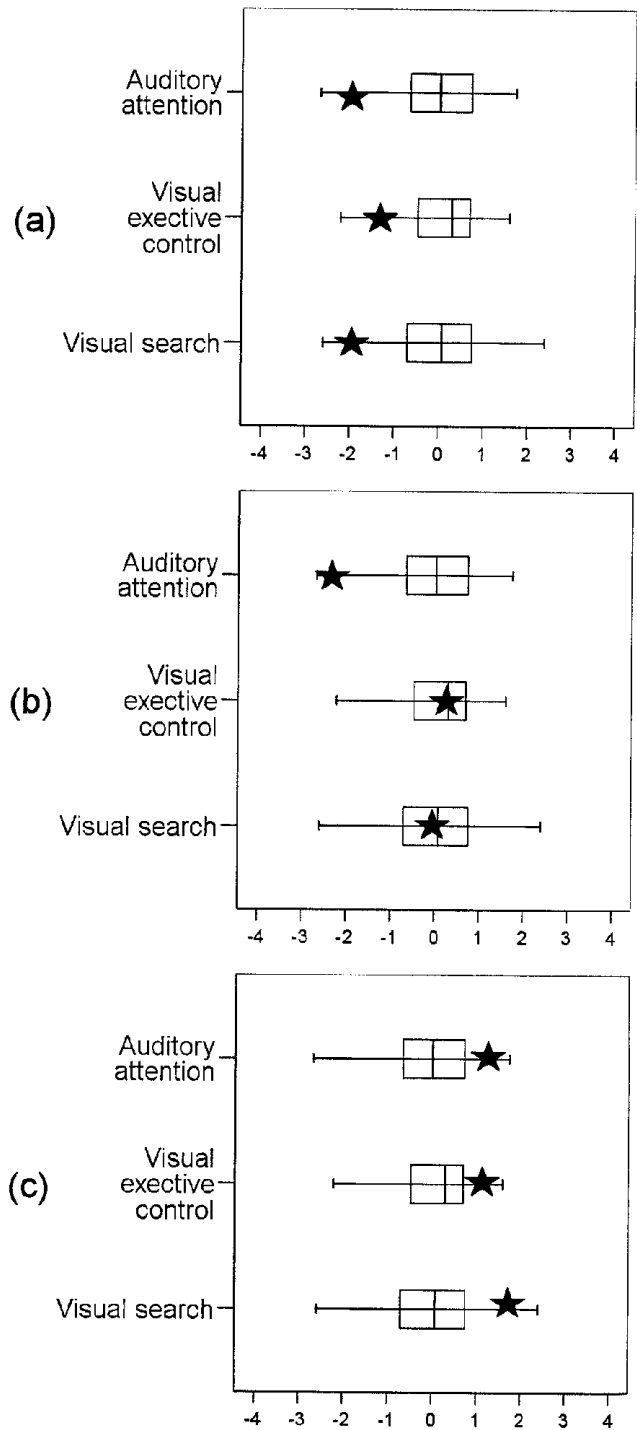 (a)
Auditory
attention
Visual
exective
control
Visual search
-4 -3 -2 -1 0 1 2 3 4
(b)
Auditory
attention
Visual
exective
control
Visual search
-4 -3 -2 -1 0 1 2 3 4
(c)
Auditory
attention
Visual
exective
control
Visual search
-4 -3 -2 -1 0 1 2 3 4